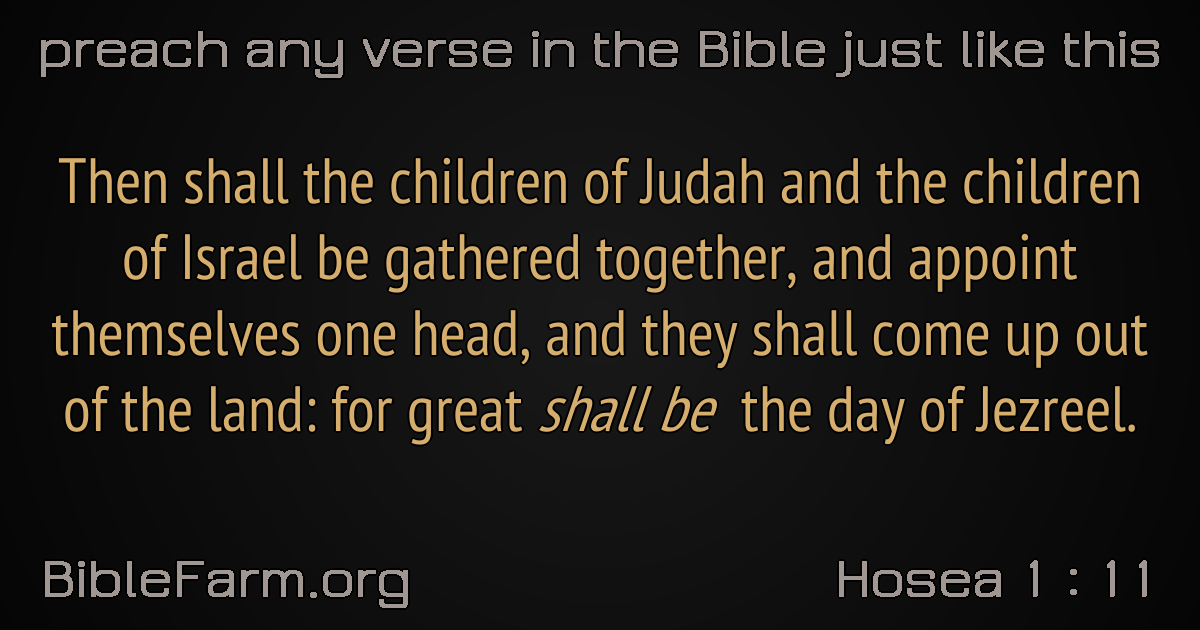 preach any verse in the Bible just like this
Then shall the children of Judah and the children
of Israel be gathered together, and appoint
themselves one head, and they shall come up out
of the land: for great shall be the day of Jezreel.
BibleFarm.org
Hosea 1 : 11